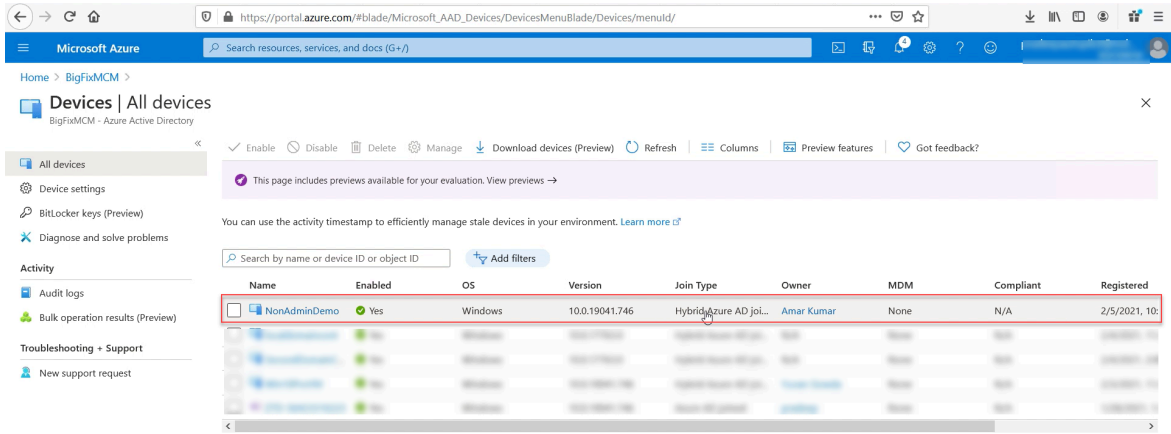 https://portal.azure.com/#blade/Microsoft_AAD_Devices/DevicesMenuBlade/Devices/menuId/
Microsoft Azure
Search resources, services, and docs (G+/)
4
Home > BigFixMCM >
Devices | All devices
BigFixMCM - Azure Active Directory
Enable Disable Delete Manage Download devices (Preview) Refresh Columns Preview features Got feedback?
This page includes previews available for your evaluation. View previews →
You can use the activity timestamp to efficiently manage stale devices in your environment. Learn more
Search by name or device ID or object ID
Add filters
All devices
Device settings
BitLocker keys (Preview)
Diagnose and solve problems
Activity
Audit logs
Bulk operation results (Preview)
Troubleshooting + Support
New support request
Name Enabled OS Version Join Type Owner MDM Compliant Registered
NonAdminDemo Yes Windows 10.0.19041.746 Hybrid Azure AD joi... Amar Kumar None N/A 2/5/2021, 10: